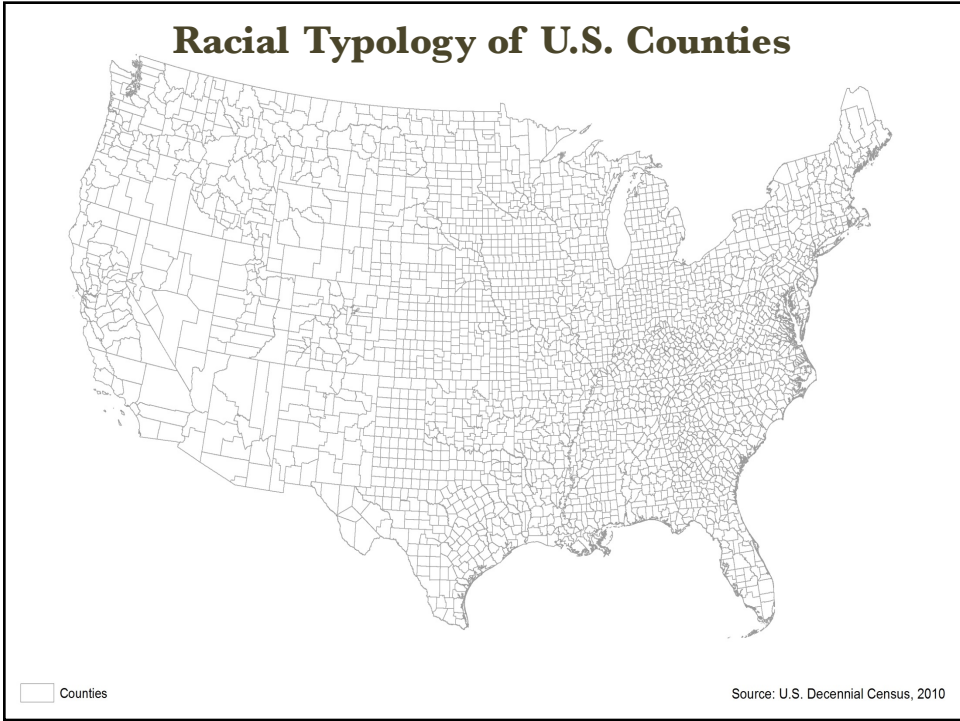 Racial Typology of U.S. Counties
Counties
Source: U.S. Decennial Census, 2010